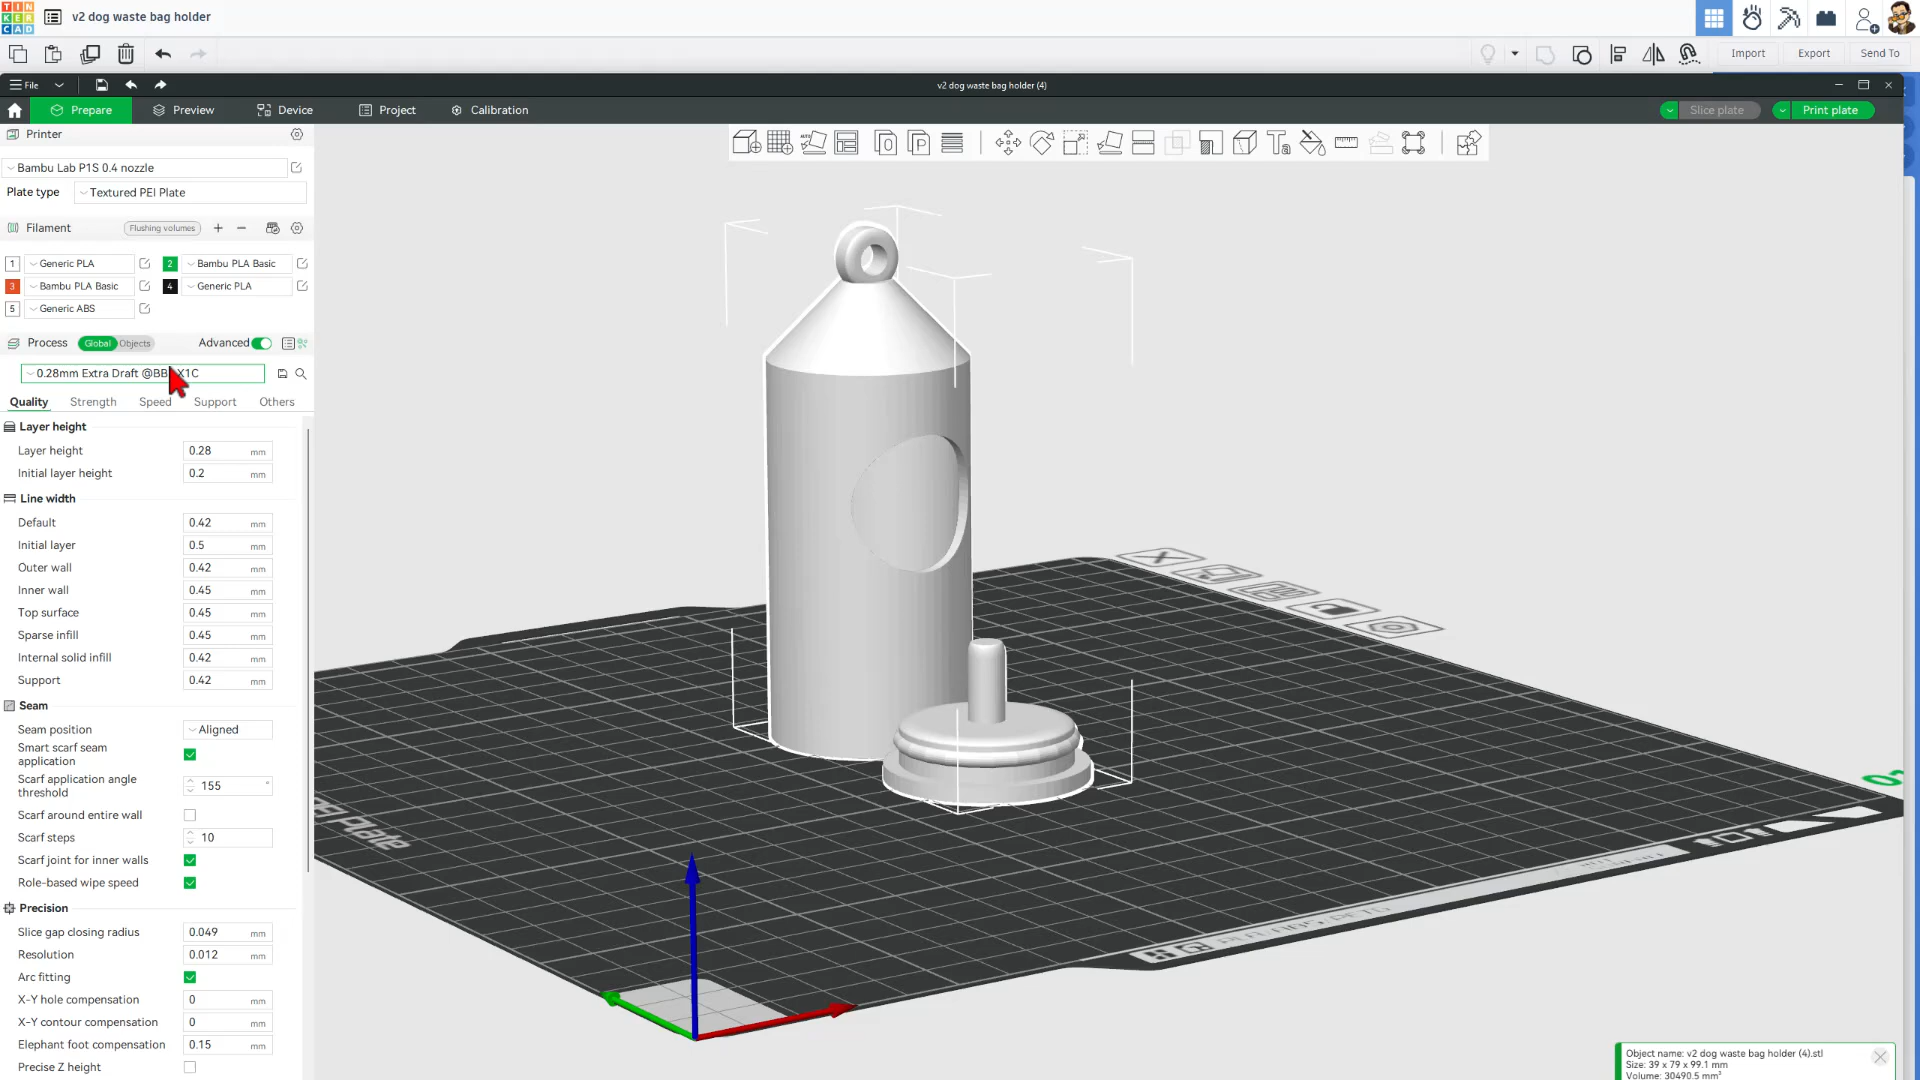 TIN
KER
CAD
v2 dog waste bag holder
Import
Export
Send To
File
v2 dog waste bag holder (4)
Prepare
Preview
Device
Project
Calibration
Slice plate
Print plate
Printer
Bambu Lab P1S 0.4 nozzle
Plate type
Textured PEI Plate
Filament
Flushing volumes
1 Generic PLA
2 Bambu PLA Basic
3 Bambu PLA Basic
4 Generic PLA
5 Generic ABS
Process
Global
Objects
Advanced
0.28mm Extra Draft @BBL X1C
Quality
Strength
Speed
Support
Others
Layer height
Layer height 0.28 mm
Initial layer height 0.2 mm
Line width
Default 0.42 mm
Initial layer 0.5 mm
Outer wall 0.42 mm
Inner wall 0.45 mm
Top surface 0.45 mm
Sparse infill 0.45 mm
Internal solid infill 0.42 mm
Support 0.42 mm
Seam
Seam position Aligned
Smart scarf seam
application
Scarf application angle
threshold
155 °
Scarf around entire wall
Scarf steps 10
Scarf joint for inner walls
Role-based wipe speed
Precision
Slice gap closing radius 0.049 mm
Resolution 0.012 mm
Arc fitting
X-Y hole compensation 0 mm
X-Y contour compensation 0 mm
Elephant foot compensation 0.15 mm
Precise Z height
Plate
Object name: v2 dog waste bag holder (4).stl
Size: 39 x 79 x 99.1 mm
Volume: 30490.5 mm³